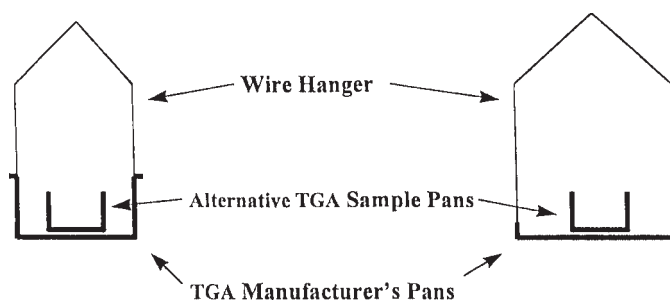 Wire Hanger
Alternative TGA Sample Pans
TGA Manufacturer's Pans